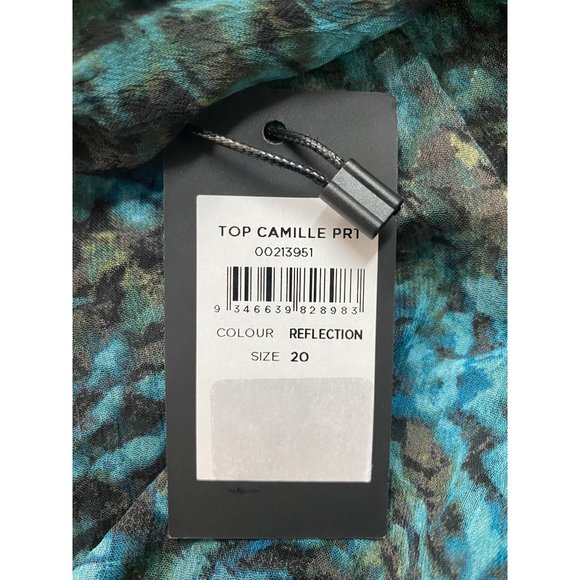 TOP CAMILLE PRT
00213951
9 346639 828983
COLOUR REFLECTION
SIZE 20